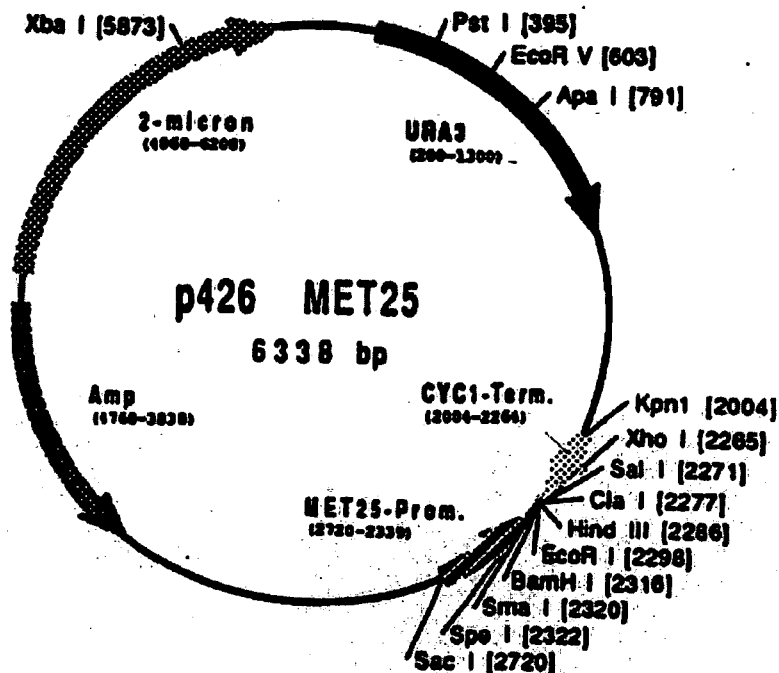 Xba I [5873]
Pst I [395]
EcoR V [603]
Apa I [791]
2-micron
URA3
p426 MET25
6338 bp
Amp
CYC1-Term.
(2004-2264)
MET25-Prom.
(2720-2339)
Kpn1 [2004]
Xho I [2265]
Sal I [2271]
Cla I [2277]
Hind III [2286]
EcoR I [2298]
BamH I [2316]
Sma I [2320]
Spe I [2322]
Sac I [2720]